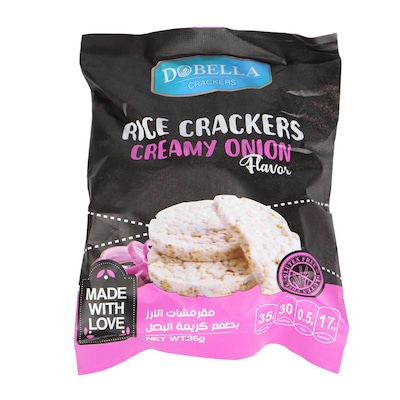 DOBELLA
CRACKERS
RICE CRACKERS
CREAMY ONION
Flavor
MADE
WITH
LOVE
مقرمشات الارز
بطعم كريمة البصل
NET WT.35g
35 30 0,5 17